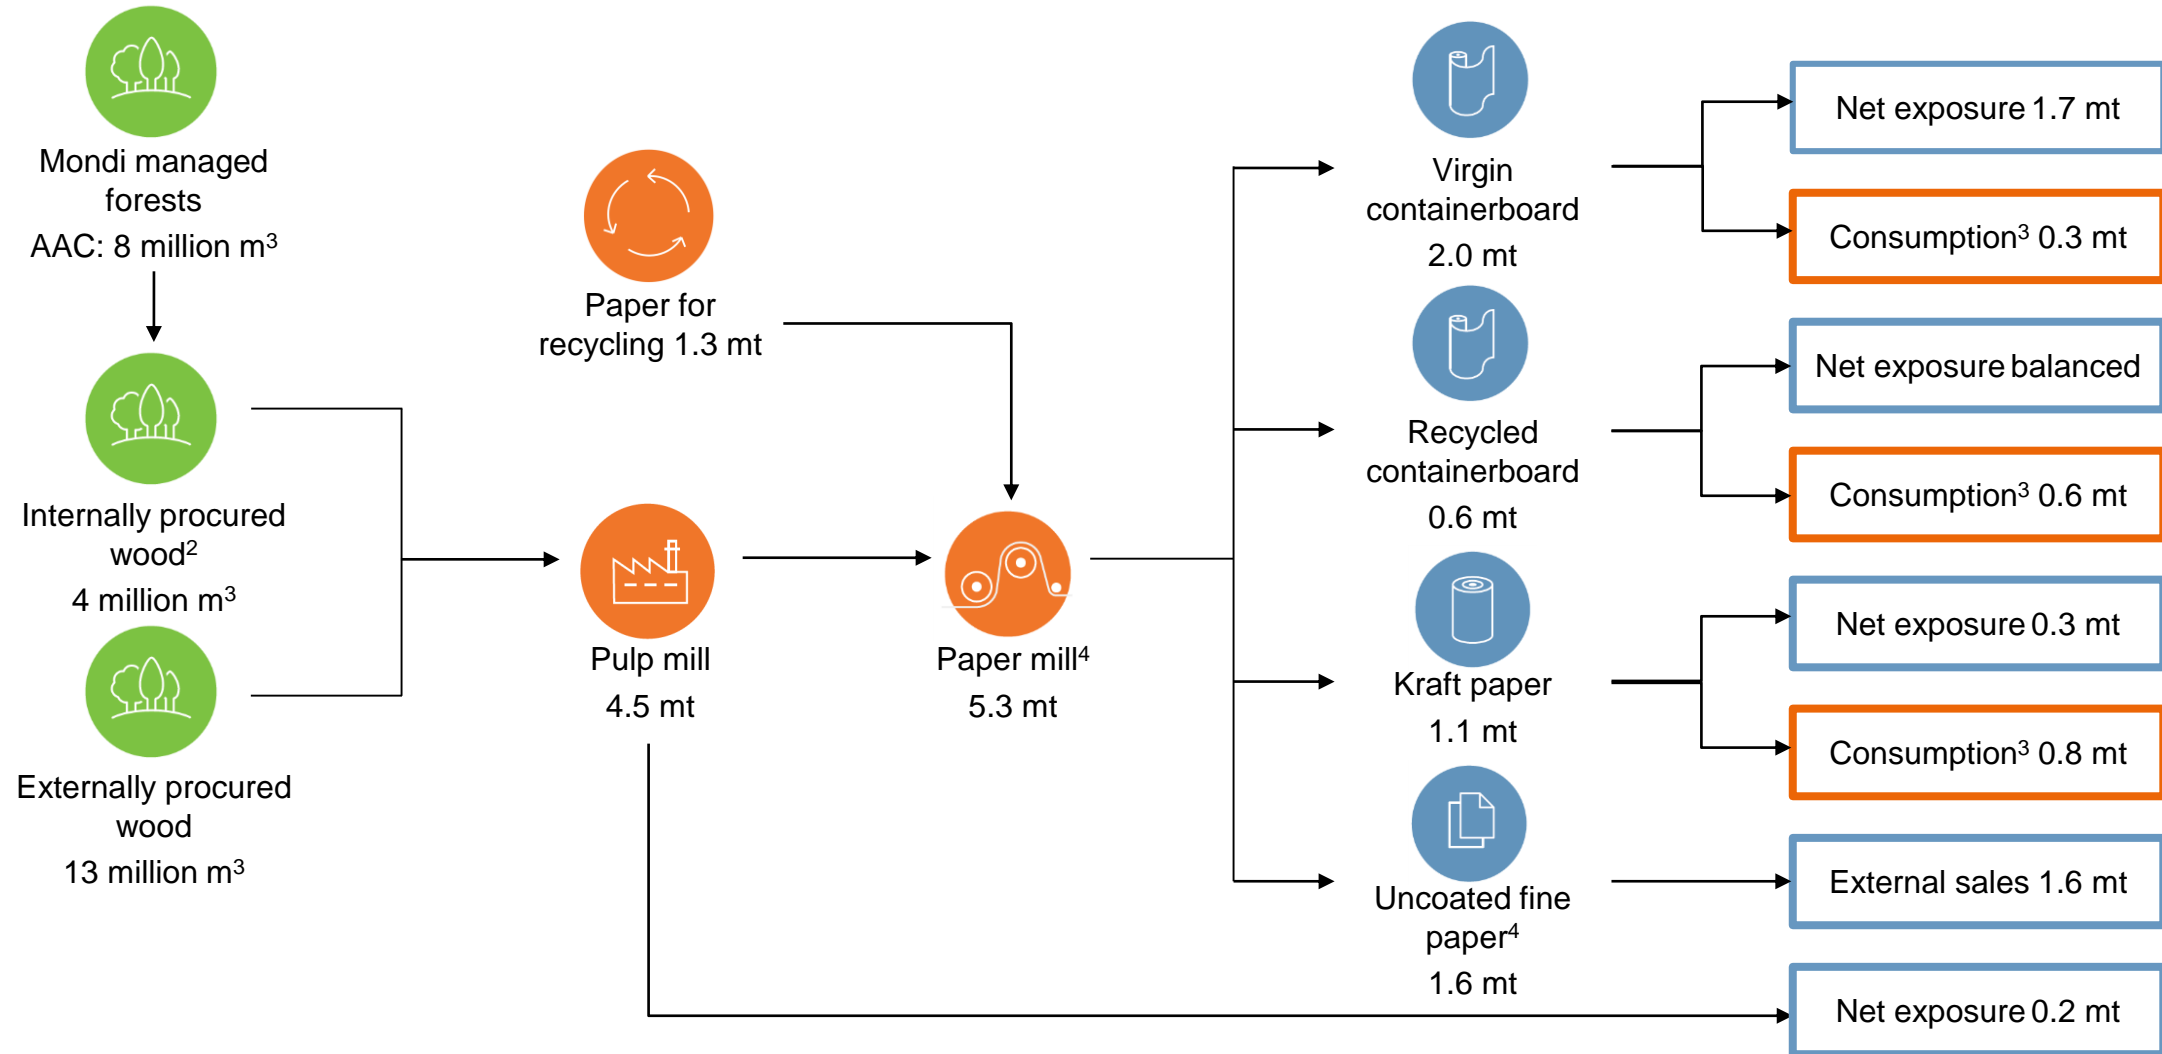 Mondi managed
forests
AAC: 8 million m³
Internally procured
wood²
4 million m³
Externally procured
wood
13 million m³
Paper for
recycling 1.3 mt
Pulp mill
4.5 mt
Paper mill⁴
5.3 mt
Virgin
containerboard
2.0 mt
Recycled
containerboard
0.6 mt
Kraft paper
1.1 mt
Uncoated fine
paper⁴
1.6 mt
Net exposure 1.7 mt
Consumption³ 0.3 mt
Net exposure balanced
Consumption³ 0.6 mt
Net exposure 0.3 mt
Consumption³ 0.8 mt
External sales 1.6 mt
Net exposure 0.2 mt